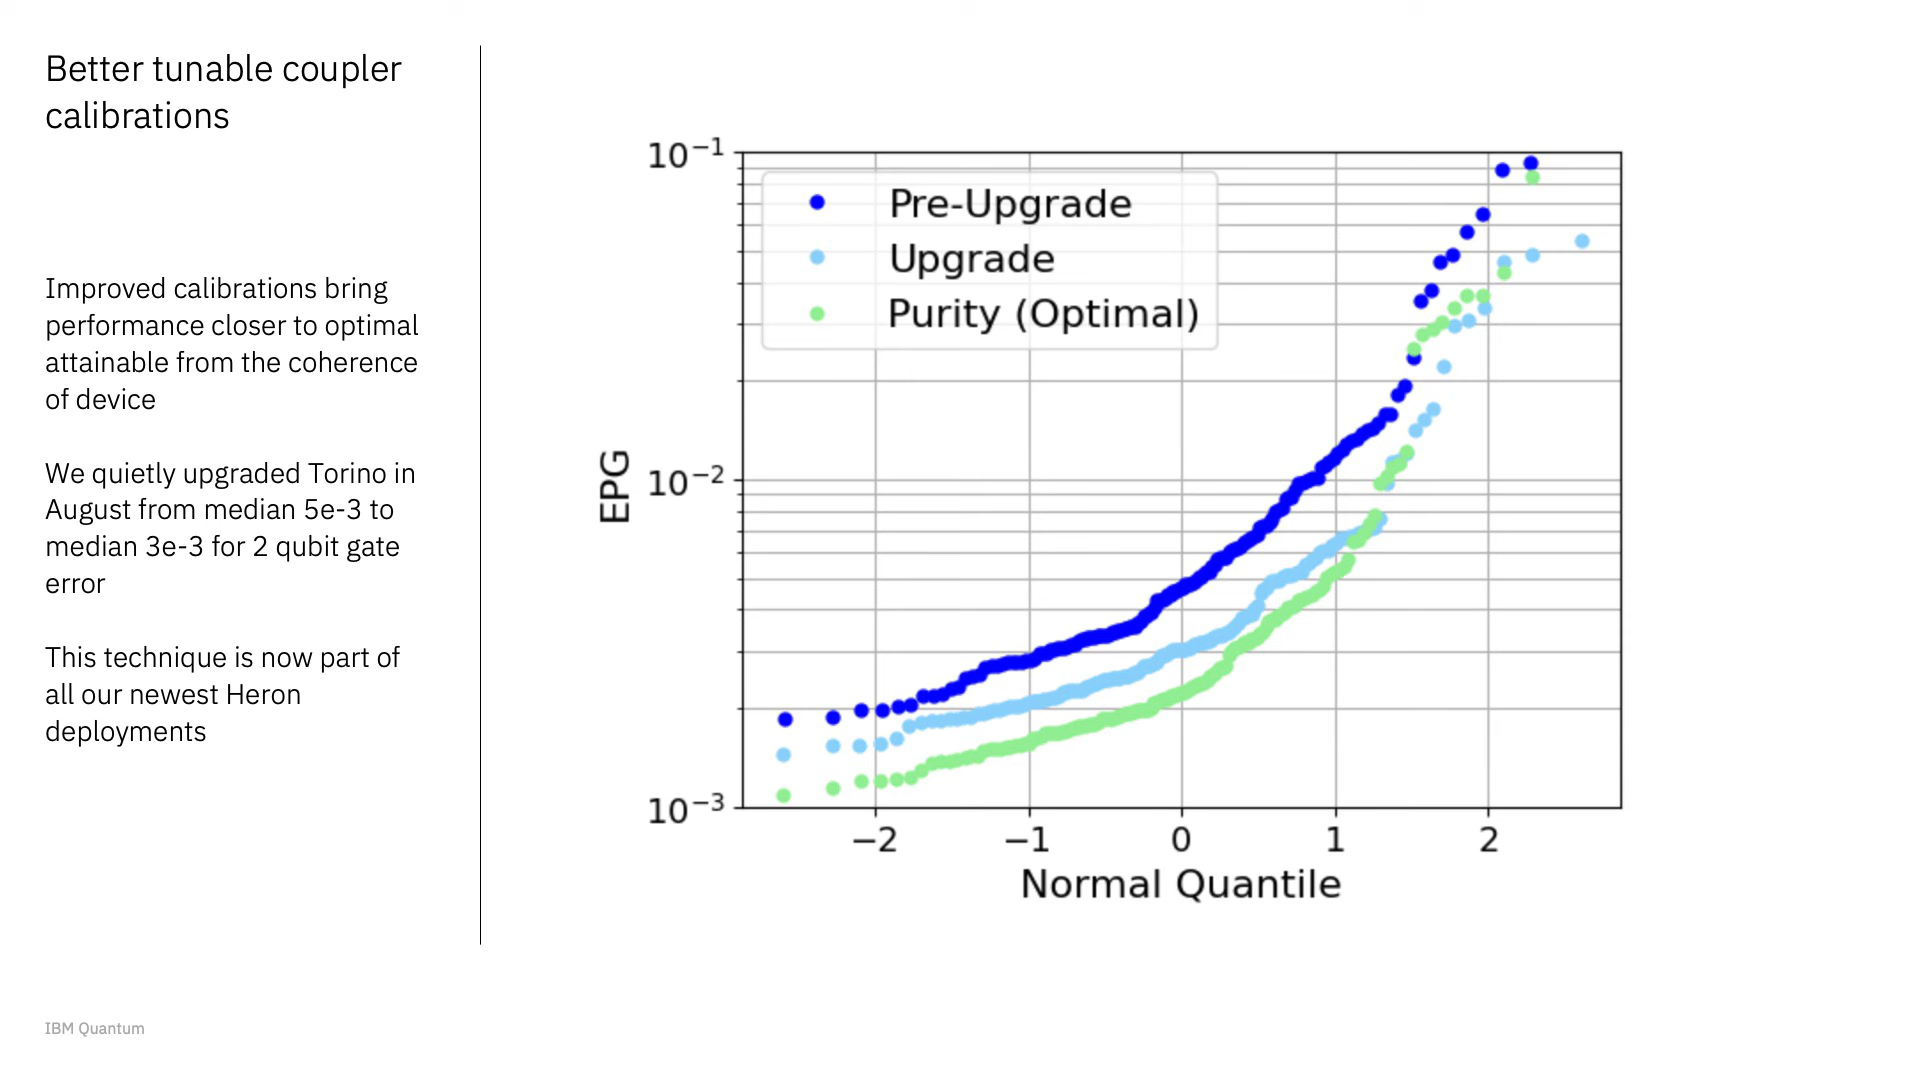 Better tunable coupler
calibrations
Improved calibrations bring
performance closer to optimal
attainable from the coherence
of device
We quietly upgraded Torino in
August from median 5e-3 to
median 3e-3 for 2 qubit gate
error
This technique is now part of
all our newest Heron
deployments
IBM Quantum
Pre-Upgrade
Upgrade
Purity (Optimal)
EPG
10⁻¹
10⁻²
10⁻³
−2 −1 0 1 2
Normal Quantile